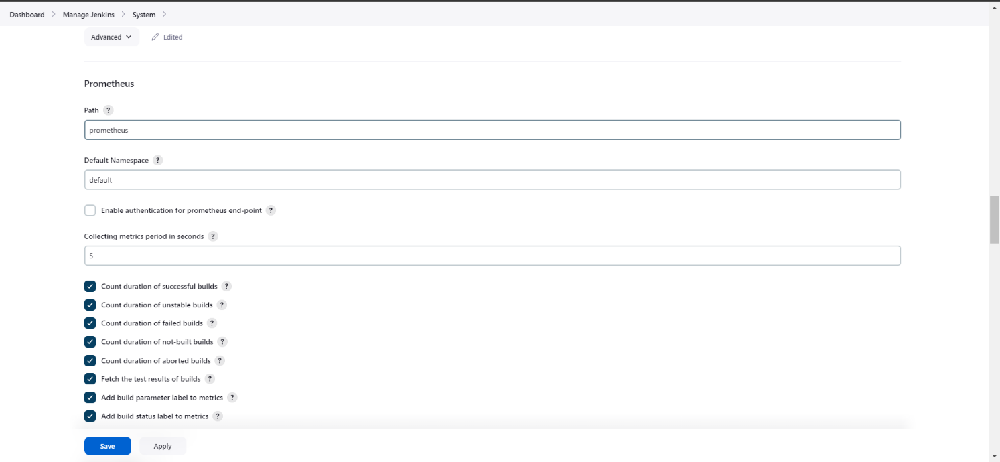 Dashboard > Manage Jenkins > System >
Advanced Edited
Prometheus
Path ?
prometheus
Default Namespace ?
default
Enable authentication for prometheus end-point ?
Collecting metrics period in seconds ?
5
Count duration of successful builds ?
Count duration of unstable builds ?
Count duration of failed builds ?
Count duration of not-built builds ?
Count duration of aborted builds ?
Fetch the test results of builds ?
Add build parameter label to metrics ?
Add build status label to metrics ?
Save Apply